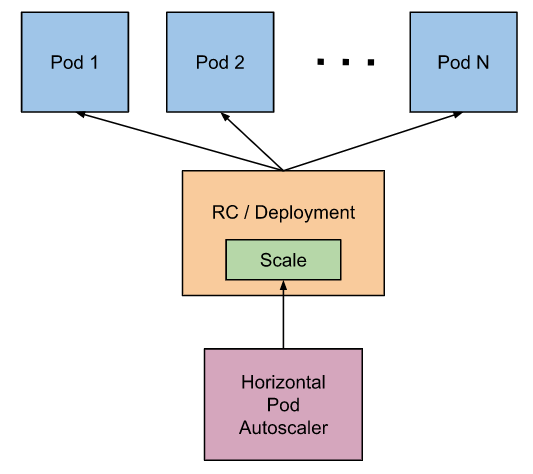 Pod 1
Pod 2
. . .
Pod N
RC / Deployment
Scale
Horizontal
Pod
Autoscaler